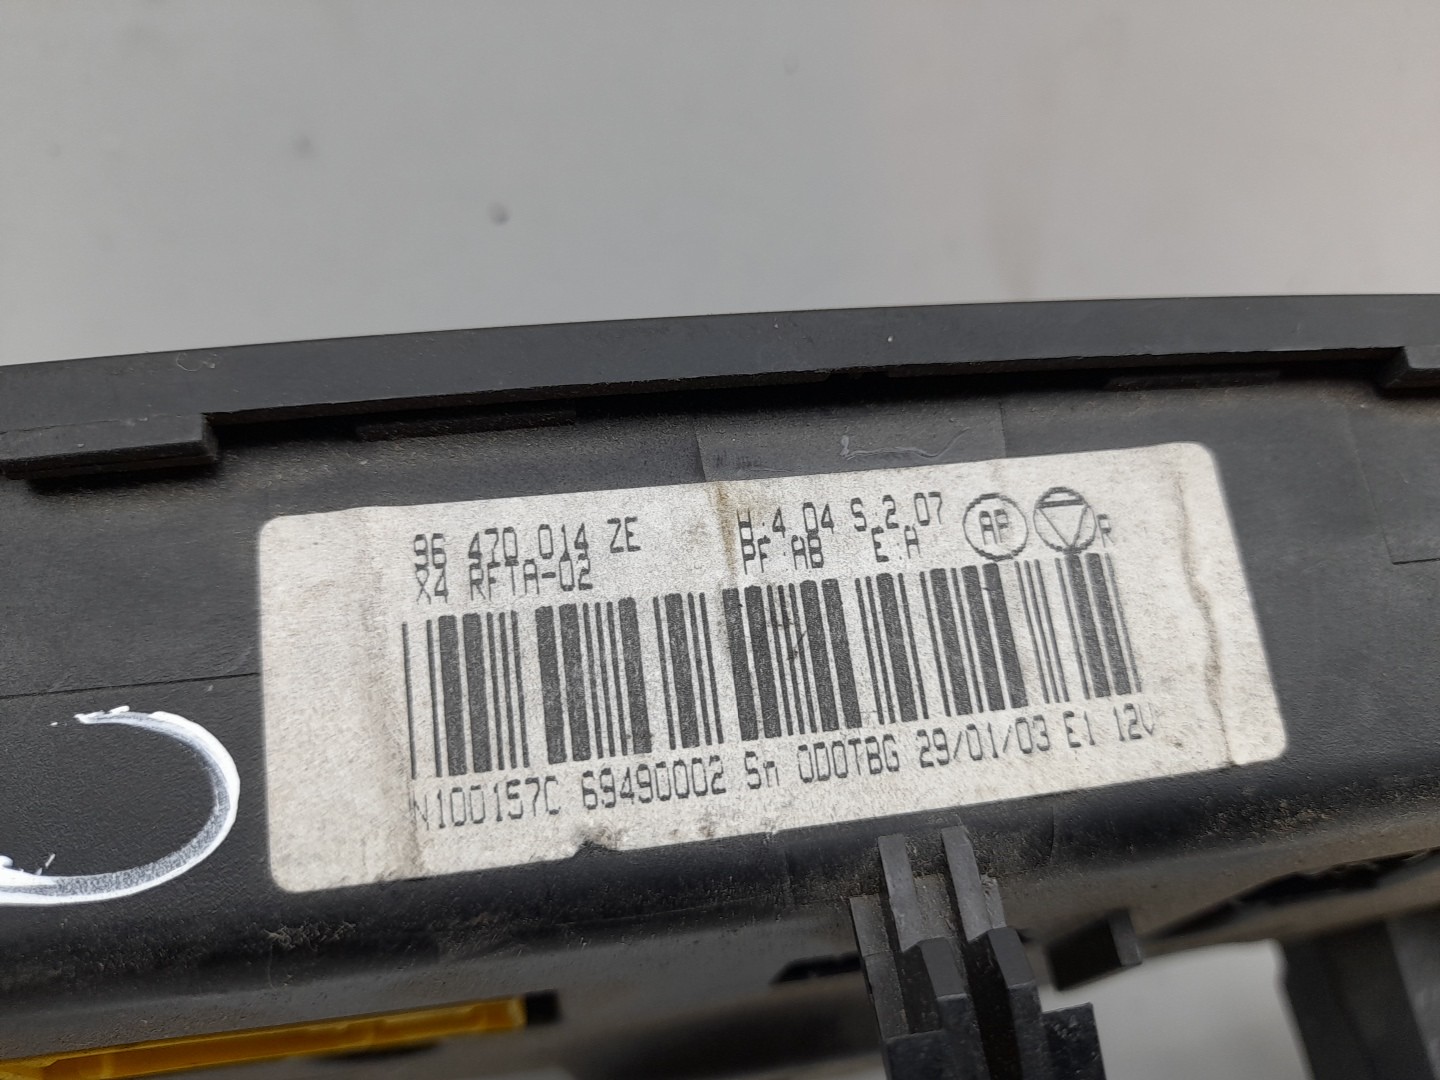 96 470 014 ZE H.4.04 S.2.07 AP R
X4 RFTA-02 PF.AB E.A
N100157C 69490002 Sn 0D0TBG 29/01/03 E1 12V